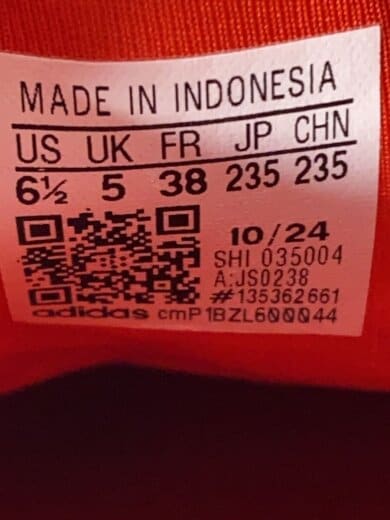 MADE IN INDONESIA
US UK FR JP CHN
6½ 5 38 235 235
10/24
SHI 035004
A:JS0238
#135362661
adidas cmP1BZL600044